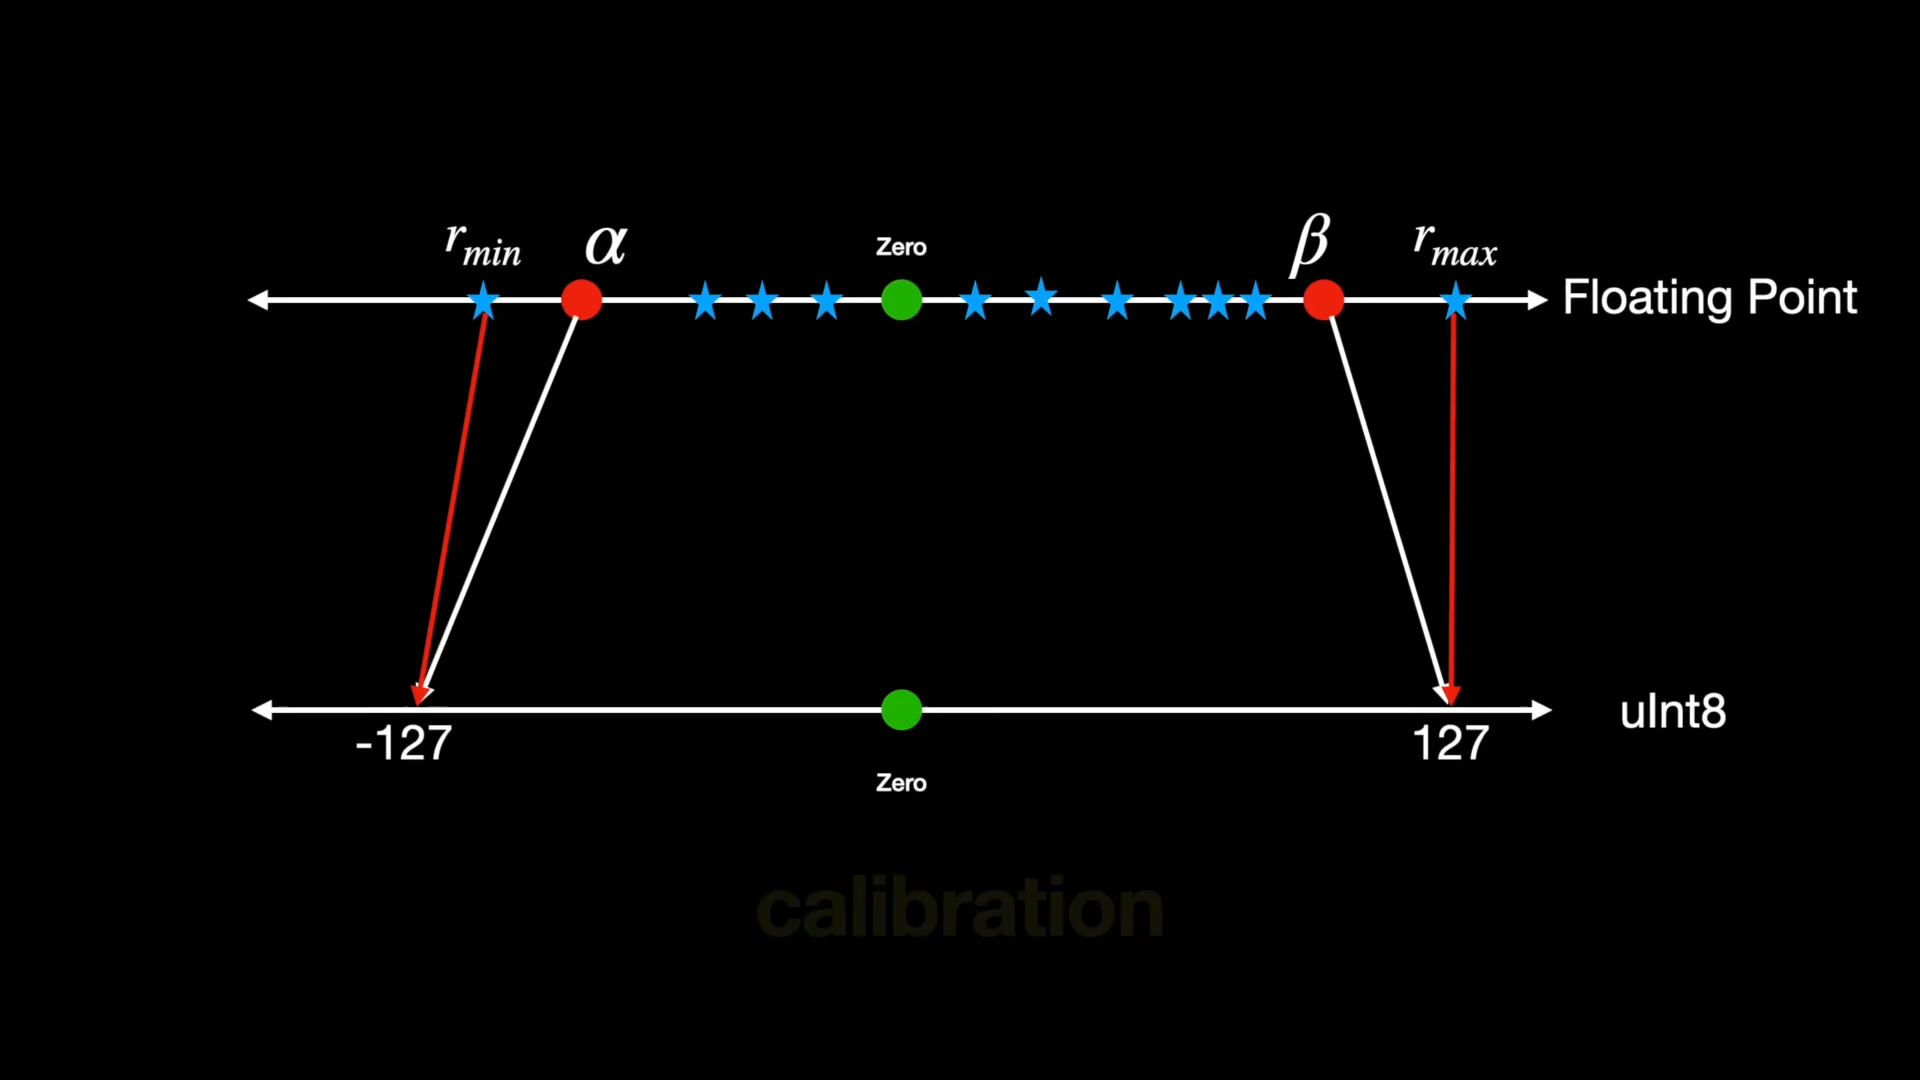 r_min α Zero β r_max
Floating Point
-127 127 uInt8
Zero
calibration